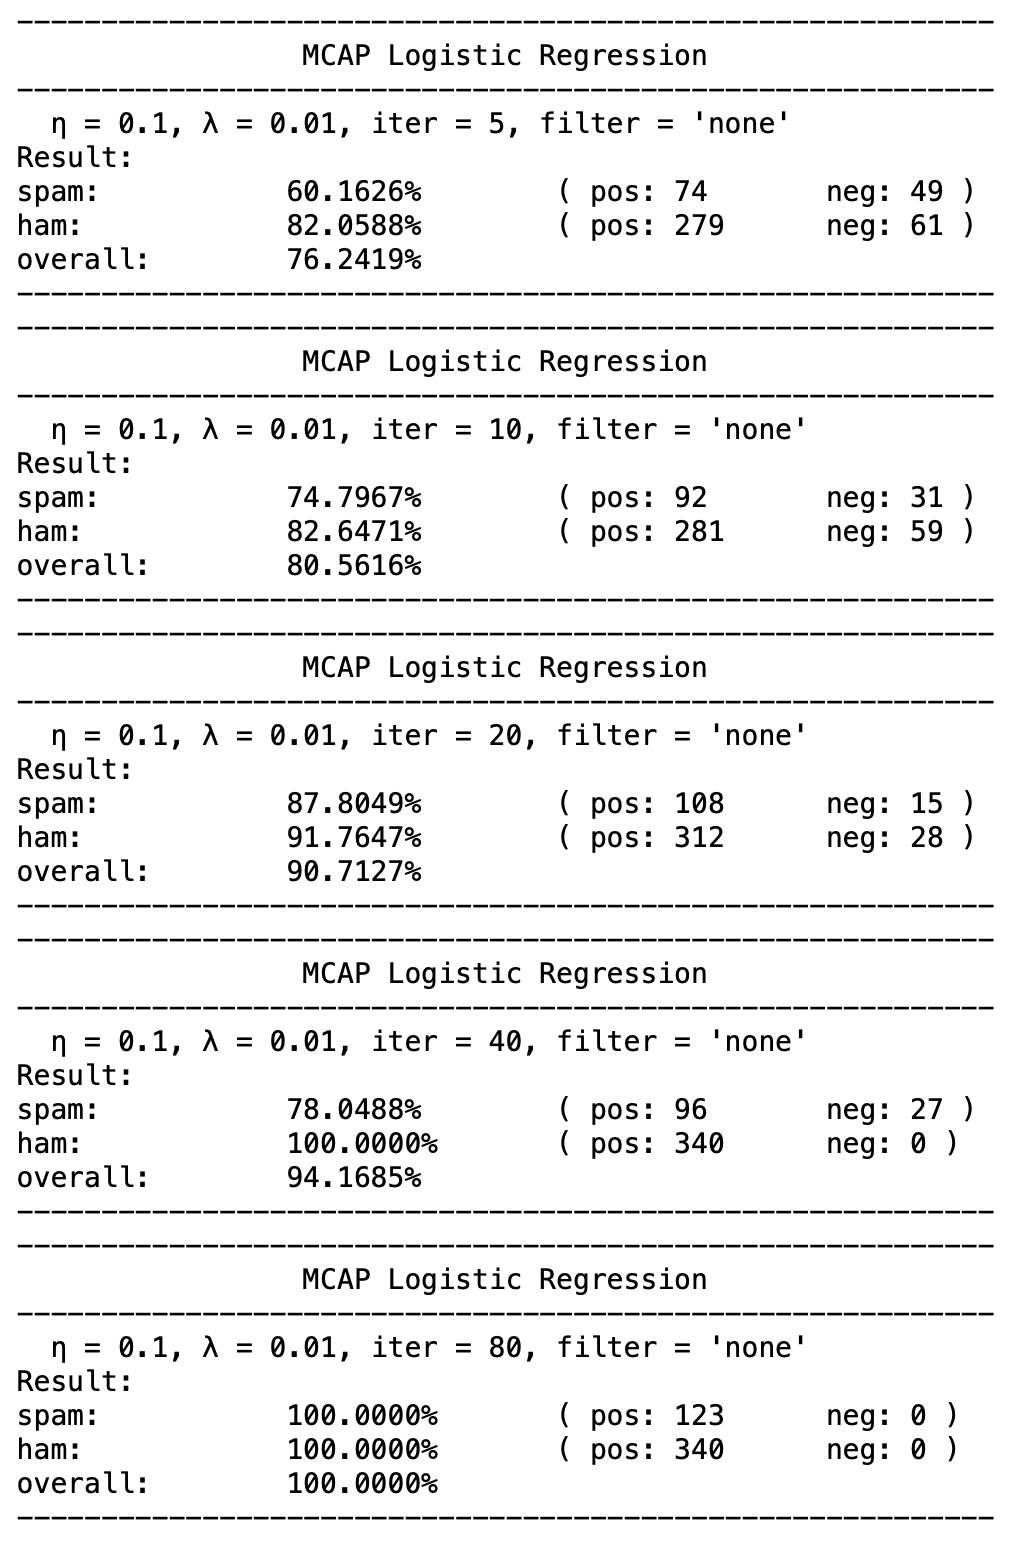 ----------------------------------------------------------
MCAP Logistic Regression
----------------------------------------------------------
η = 0.1, λ = 0.01, iter = 5, filter = 'none'
Result:
spam: 60.1626% ( pos: 74 neg: 49 )
ham: 82.0588% ( pos: 279 neg: 61 )
overall: 76.2419%
----------------------------------------------------------
----------------------------------------------------------
MCAP Logistic Regression
----------------------------------------------------------
η = 0.1, λ = 0.01, iter = 10, filter = 'none'
Result:
spam: 74.7967% ( pos: 92 neg: 31 )
ham: 82.6471% ( pos: 281 neg: 59 )
overall: 80.5616%
----------------------------------------------------------
----------------------------------------------------------
MCAP Logistic Regression
----------------------------------------------------------
η = 0.1, λ = 0.01, iter = 20, filter = 'none'
Result:
spam: 87.8049% ( pos: 108 neg: 15 )
ham: 91.7647% ( pos: 312 neg: 28 )
overall: 90.7127%
----------------------------------------------------------
----------------------------------------------------------
MCAP Logistic Regression
----------------------------------------------------------
η = 0.1, λ = 0.01, iter = 40, filter = 'none'
Result:
spam: 78.0488% ( pos: 96 neg: 27 )
ham: 100.0000% ( pos: 340 neg: 0 )
overall: 94.1685%
----------------------------------------------------------
----------------------------------------------------------
MCAP Logistic Regression
----------------------------------------------------------
η = 0.1, λ = 0.01, iter = 80, filter = 'none'
Result:
spam: 100.0000% ( pos: 123 neg: 0 )
ham: 100.0000% ( pos: 340 neg: 0 )
overall: 100.0000%
----------------------------------------------------------